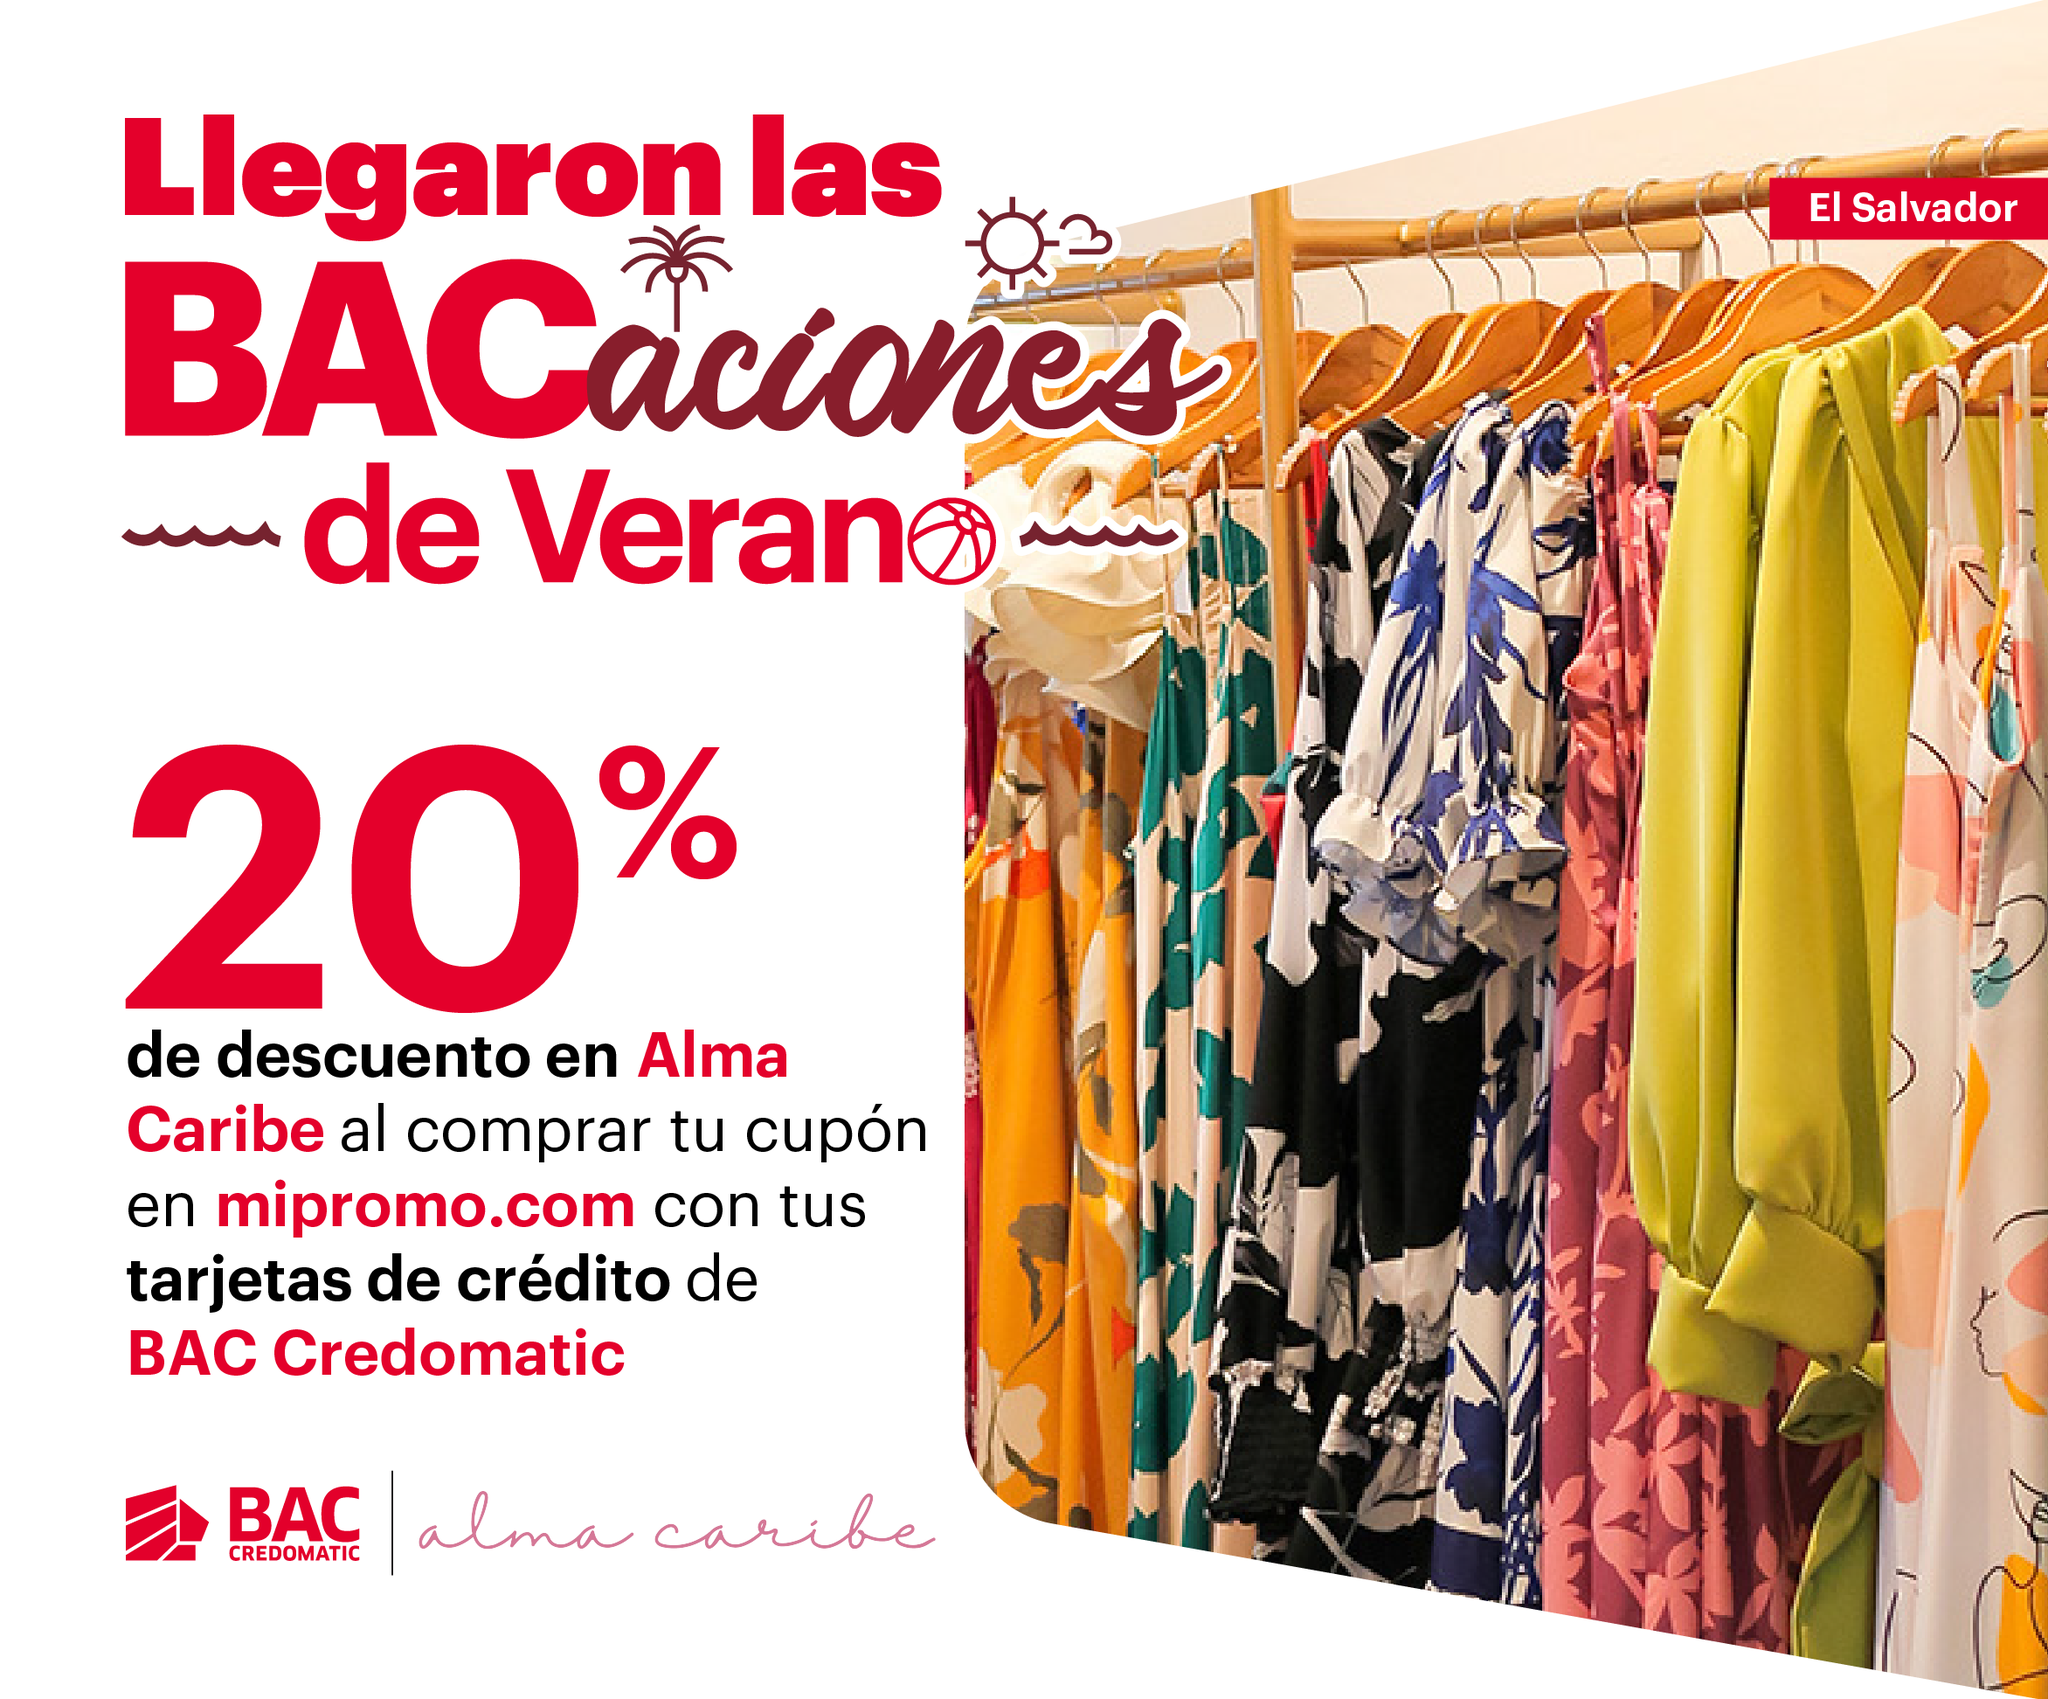 Llegaron las
BACaciones
de Verano
El Salvador
20%
de descuento en Alma
Caribe al comprar tu cupón
en mipromo.com con tus
tarjetas de crédito de
BAC Credomatic
BAC
CREDOMATIC
alma caribe